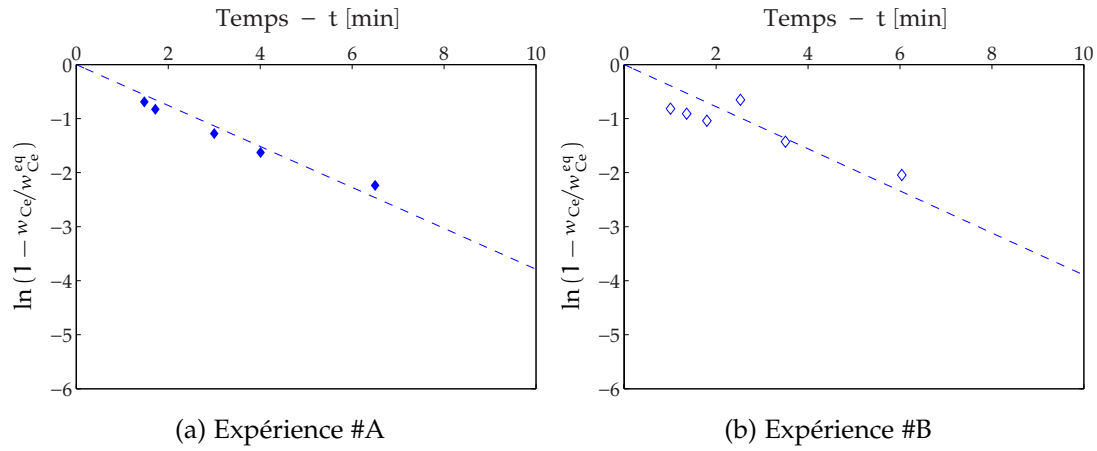 Temps – t [min]
0 2 4 6 8 10
0
−1
−2
−3
−4
−5
−6
ln (1 − w_Ce/w_Ce^eq)
(a) Expérience #A
Temps – t [min]
0 2 4 6 8 10
0
−1
−2
−3
−4
−5
−6
ln (1 − w_Ce/w_Ce^eq)
(b) Expérience #B